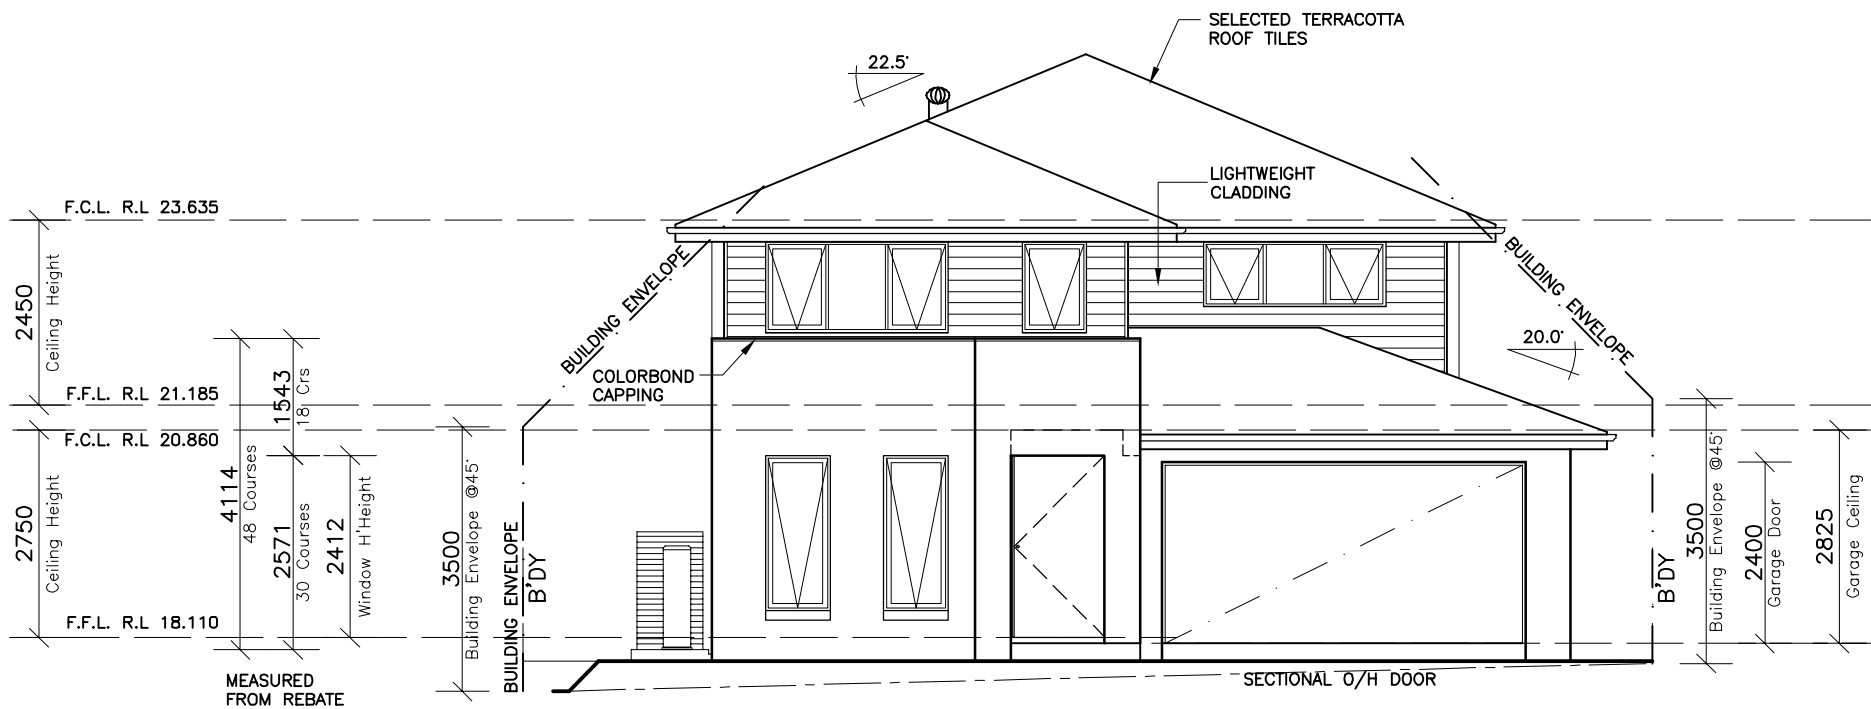 SELECTED TERRACOTTA
ROOF TILES
22.5°
LIGHTWEIGHT
CLADDING
F.C.L. R.L 23.635
BUILDING ENVELOPE
BUILDING ENVELOPE
2450
Ceiling Height
20.0°
COLORBOND
CAPPING
F.F.L. R.L 21.185
1543
18 Crs
F.C.L. R.L 20.860
4114
48 Courses
2750
Ceiling Height
2571
30 Courses
2412
Window H'Height
3500
Building Envelope @45°
BUILDING ENVELOPE
B'DY
B'DY
3500
Building Envelope @45°
2400
Garage Door
2825
Garage Ceiling
F.F.L. R.L 18.110
MEASURED
FROM REBATE
SECTIONAL O/H DOOR